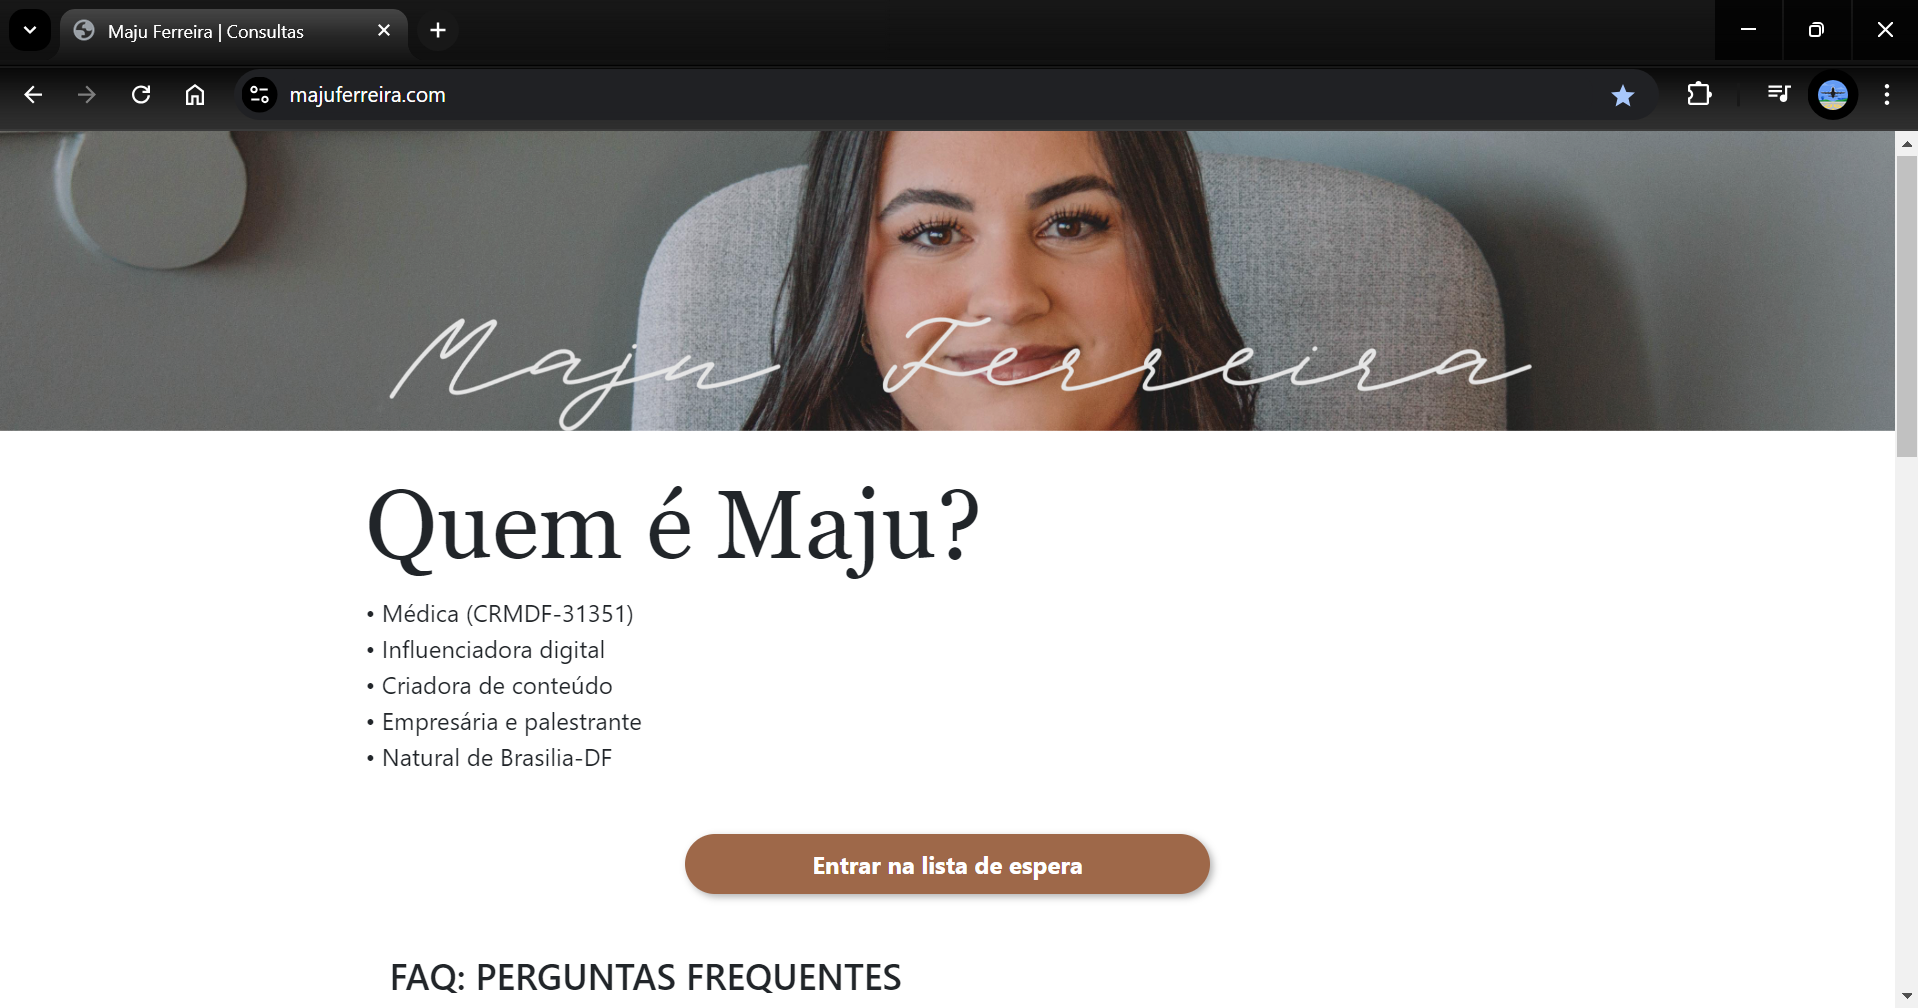 Maju Ferreira | Consultas
majuferreira.com
Maju Ferreira
Quem é Maju?
• Médica (CRMDF-31351)
• Influenciadora digital
• Criadora de conteúdo
• Empresária e palestrante
• Natural de Brasilia-DF
Entrar na lista de espera
FAQ: PERGUNTAS FREQUENTES